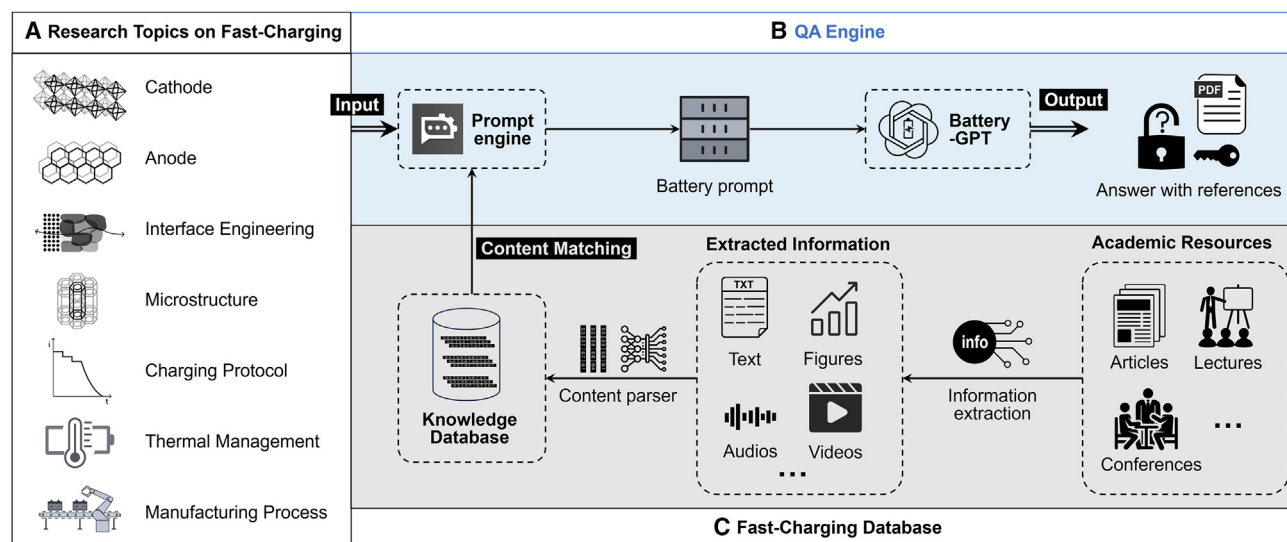 A Research Topics on Fast-Charging
Cathode
Anode
Interface Engineering
Microstructure
i
t
Charging Protocol
Thermal Management
Manufacturing Process
B QA Engine
Input
Prompt
engine
Battery prompt
Battery
-GPT
Output
?
PDF
Answer with references
Content Matching
Knowledge
Database
Content parser
Extracted Information
TXT
Text
Figures
Audios
Videos
...
info
Information
extraction
Academic Resources
Articles
Lectures
Conferences
...
C Fast-Charging Database